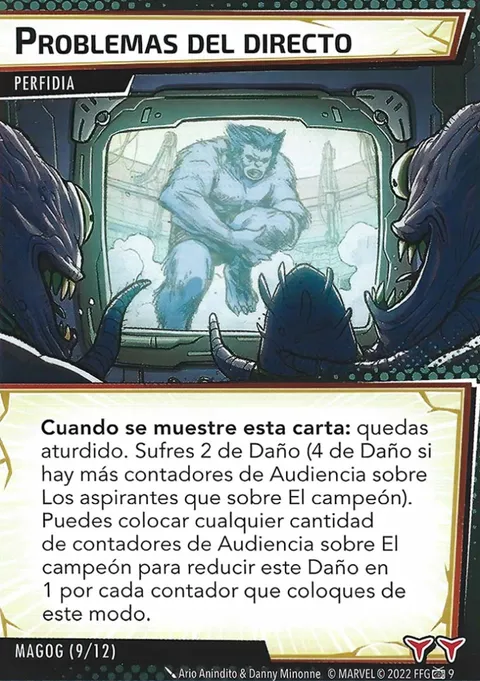 PROBLEMAS DEL DIRECTO
PERFIDIA
Cuando se muestre esta carta: quedas
aturdido. Sufres 2 de Daño (4 de Daño si
hay más contadores de Audiencia sobre
Los aspirantes que sobre El campeón).
Puedes colocar cualquier cantidad
de contadores de Audiencia sobre El
campeón para reducir este Daño en
1 por cada contador que coloques de
este modo.
MAGOG (9/12)
Ario Anindito & Danny Minonne © MARVEL © 2022 FFG 9